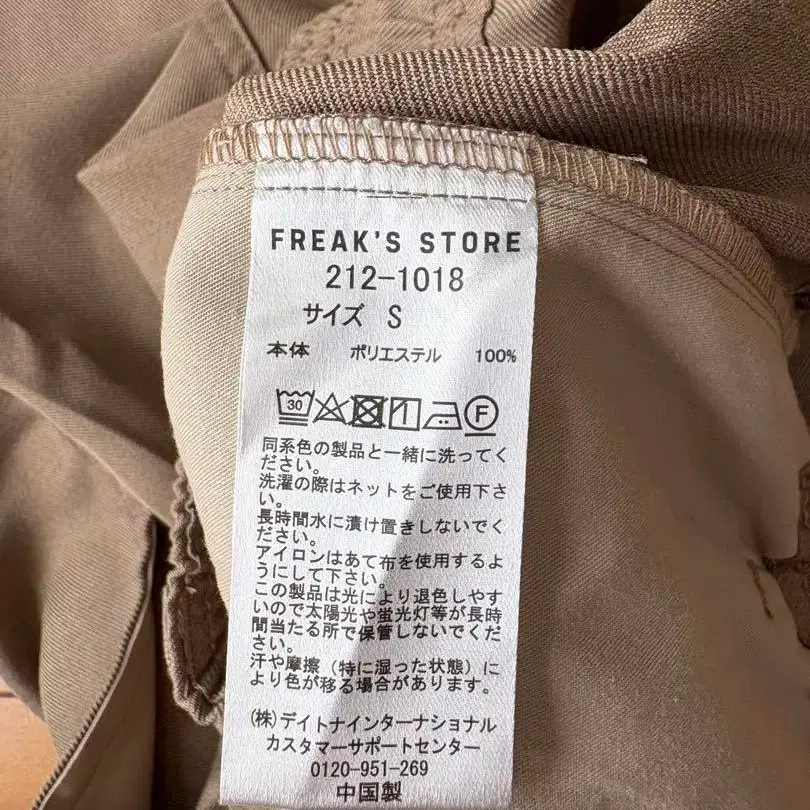 FREAK'S STORE
212-1018
サイズ S
本体 ポリエステル 100%
30 F
同系色の製品と一緒に洗ってく
ださい。
洗濯の際はネットをご使用下さ
い。
長時間水に漬け置きしないでく
ださい。
アイロンはあて布を使用するよ
うにして下さい。
この製品は光により退色しやす
いので太陽光や蛍光灯等が長時
間当たる所で保管しないでくだ
さい。
汗や摩擦（特に湿った状態）に
より色が移る場合があります。
(株)デイトナインターナショナル
カスタマーサポートセンター
0120-951-269
中国製